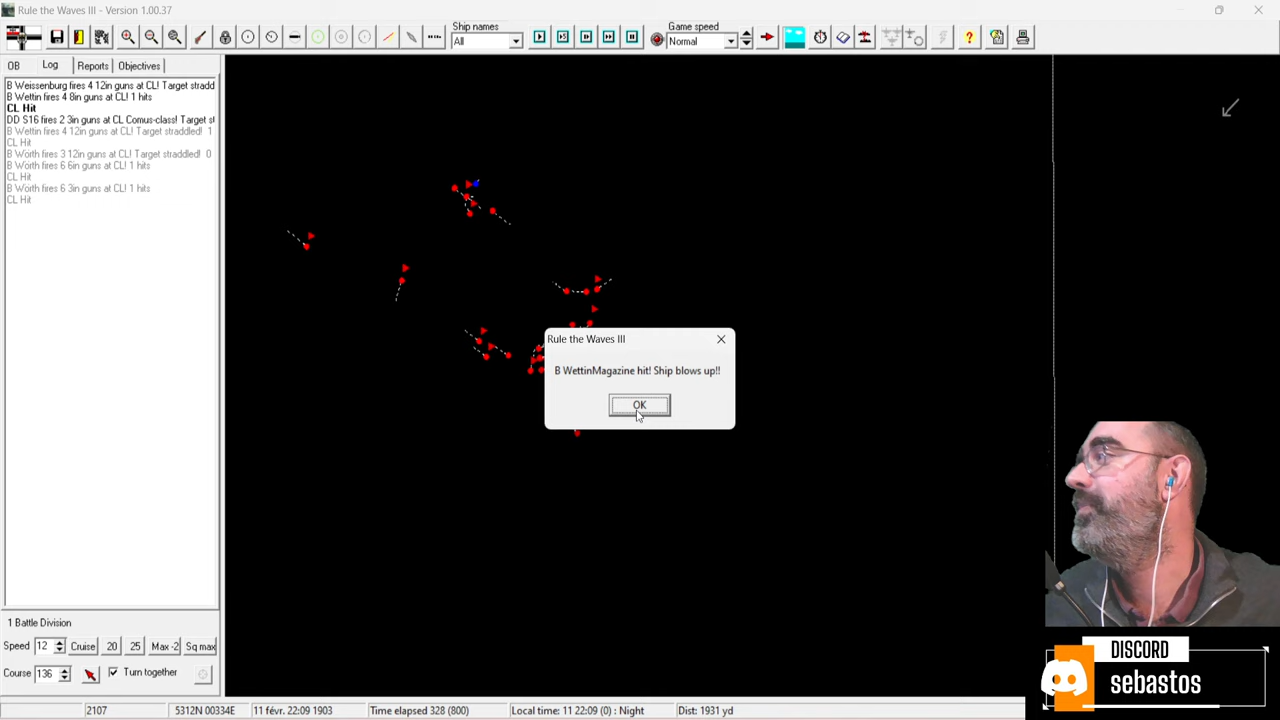 Rule the Waves III - Version 1.00.37
Ship names
All
Game speed
Normal
OB
Log
Reports
Objectives
B Weissenburg fires 4 12in guns at CL! Target stradd
B Wettin fires 4 8in guns at CL! 1 hits
CL Hit
DD S16 fires 2 3in guns at CL Comus-class! Target
B Wettin fires 4 12in guns at CL! Target straddled! 1
CL Hit
B Wörth fires 3 12in guns at CL! Target straddled! 0
B Wörth fires 6 6in guns at CL! 1 hits
CL Hit
B Wörth fires 6 3in guns at CL! 1 hits
CL Hit
Rule the Waves III
B WettinMagazine hit! Ship blows up!!
OK
1 Battle Division
Speed 12 Cruise 20 25 Max -2 Sq max
Course 136 Turn together
2107
5312N 00334E
11 févr. 22:09 1903
Time elapsed 328 (800)
Local time: 11 22:09 (0) : Night
Dist: 1931 yd
DISCORD
sebastos